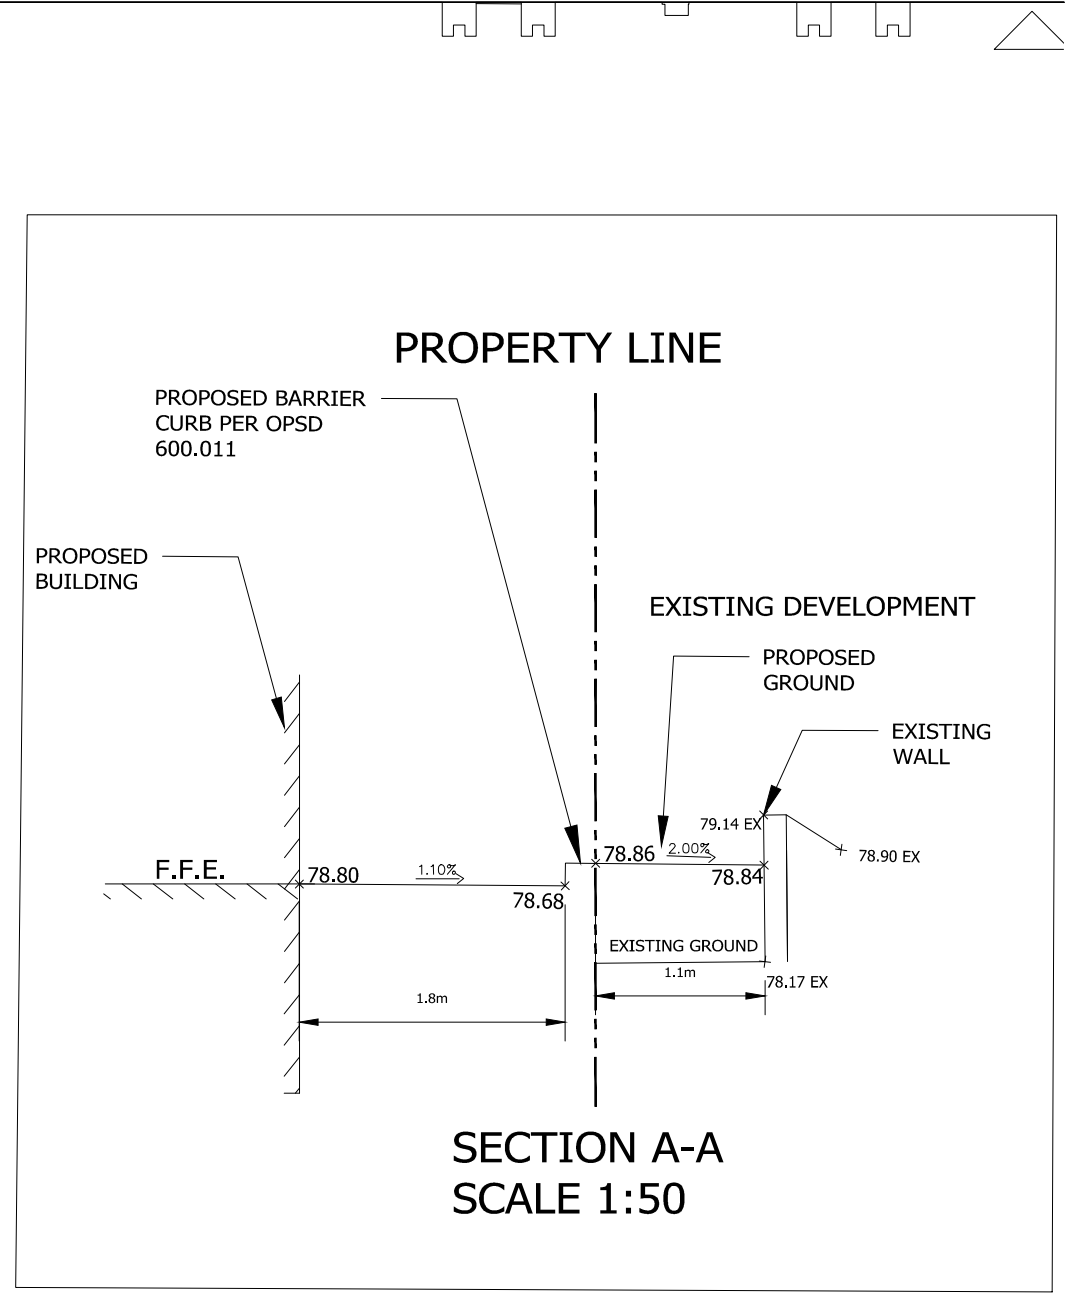 PROPERTY LINE
PROPOSED BARRIER
CURB PER OPSD
600.011
PROPOSED
BUILDING
EXISTING DEVELOPMENT
PROPOSED
GROUND
EXISTING
WALL
79.14 EX
78.90 EX
78.86
2.00%
78.84
F.F.E.
78.80
1.10%
78.68
EXISTING GROUND
1.1m
78.17 EX
1.8m
SECTION A-A
SCALE 1:50